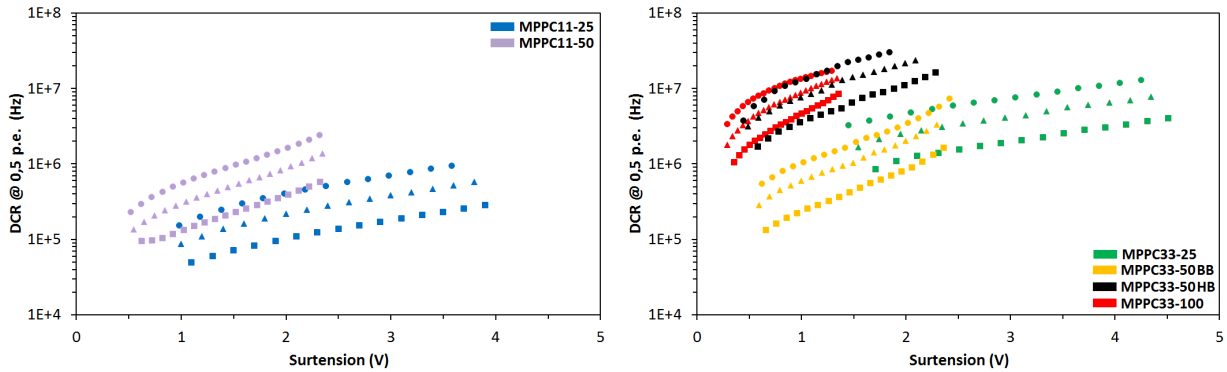 1E+8
1E+7
1E+6
1E+5
1E+4
DCR @ 0,5 p.e. (Hz)
MPPC11-25
MPPC11-50
0 1 2 3 4 5
Surtension (V)
1E+8
1E+7
1E+6
1E+5
1E+4
DCR @ 0,5 p.e. (Hz)
MPPC33-25
MPPC33-50BB
MPPC33-50HB
MPPC33-100
0 1 2 3 4 5
Surtension (V)